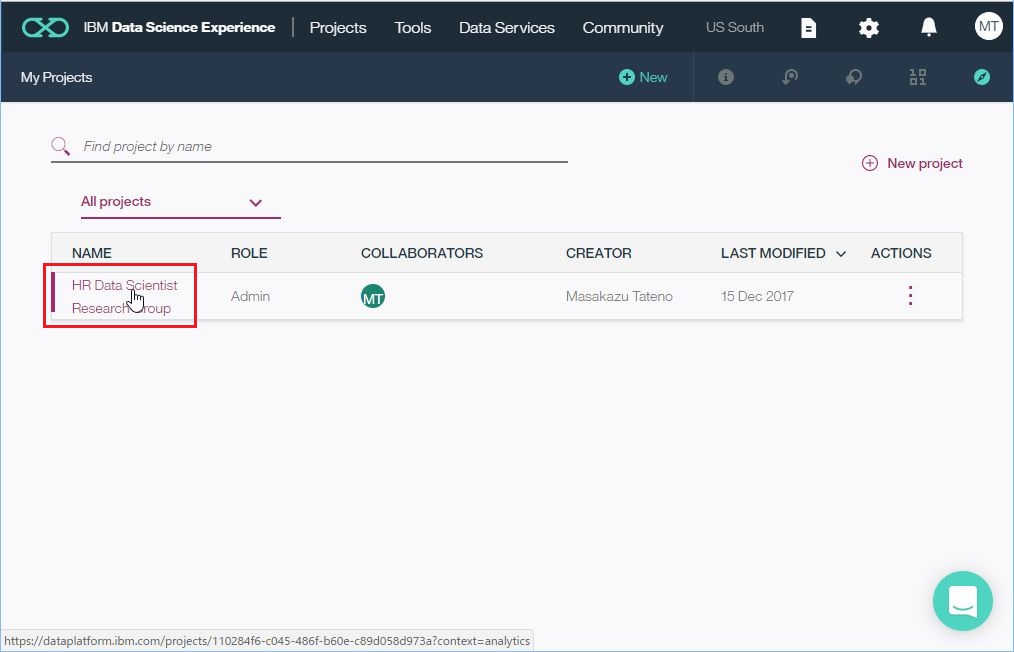 IBM Data Science Experience Projects Tools Data Services Community US South MT
My Projects New
Find project by name
New project
All projects
NAME ROLE COLLABORATORS CREATOR LAST MODIFIED ACTIONS
HR Data Scientist
Research Group
Admin MT Masakazu Tateno 15 Dec 2017
https://dataplatform.ibm.com/projects/110284f6-c045-486f-b60e-c89d058d973a?context=analytics